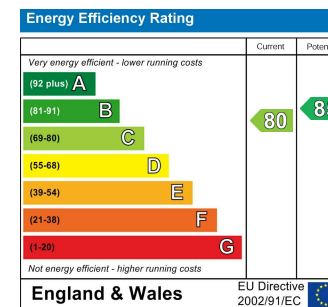 Energy Efficiency Rating
Current
Very energy efficient - lower running costs
(92 plus) A
(81-91) B
(69-80) C
(55-68) D
(39-54) E
(21-38) F
(1-20) G
80
Not energy efficient - higher running costs
England & Wales
EU Directive
2002/91/EC